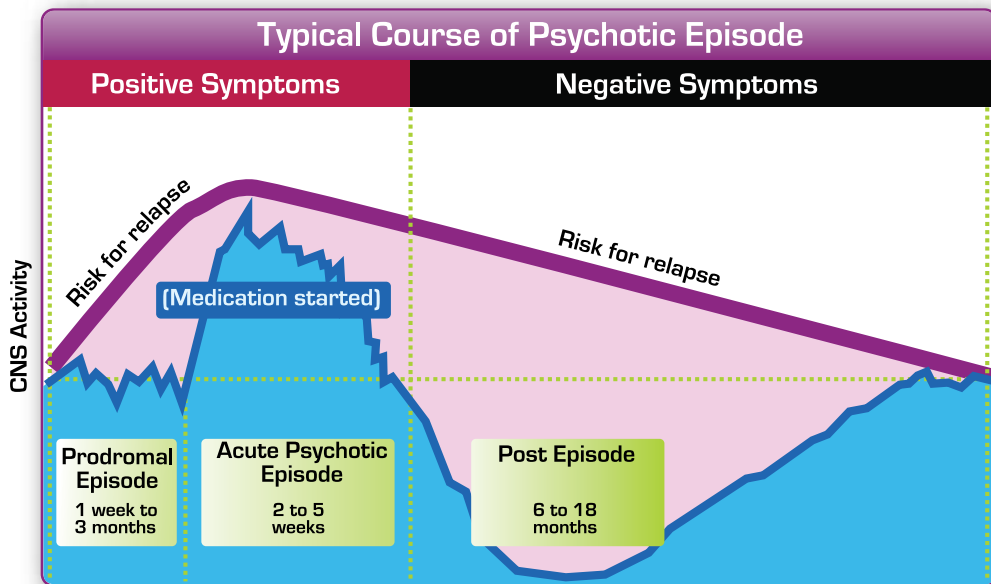 Typical Course of Psychotic Episode
Positive Symptoms
Negative Symptoms
Risk for relapse
Risk for relapse
(Medication started)
CNS Activity
Prodromal
Episode
1 week to
3 months
Acute Psychotic
Episode
2 to 5
weeks
Post Episode
6 to 18
months